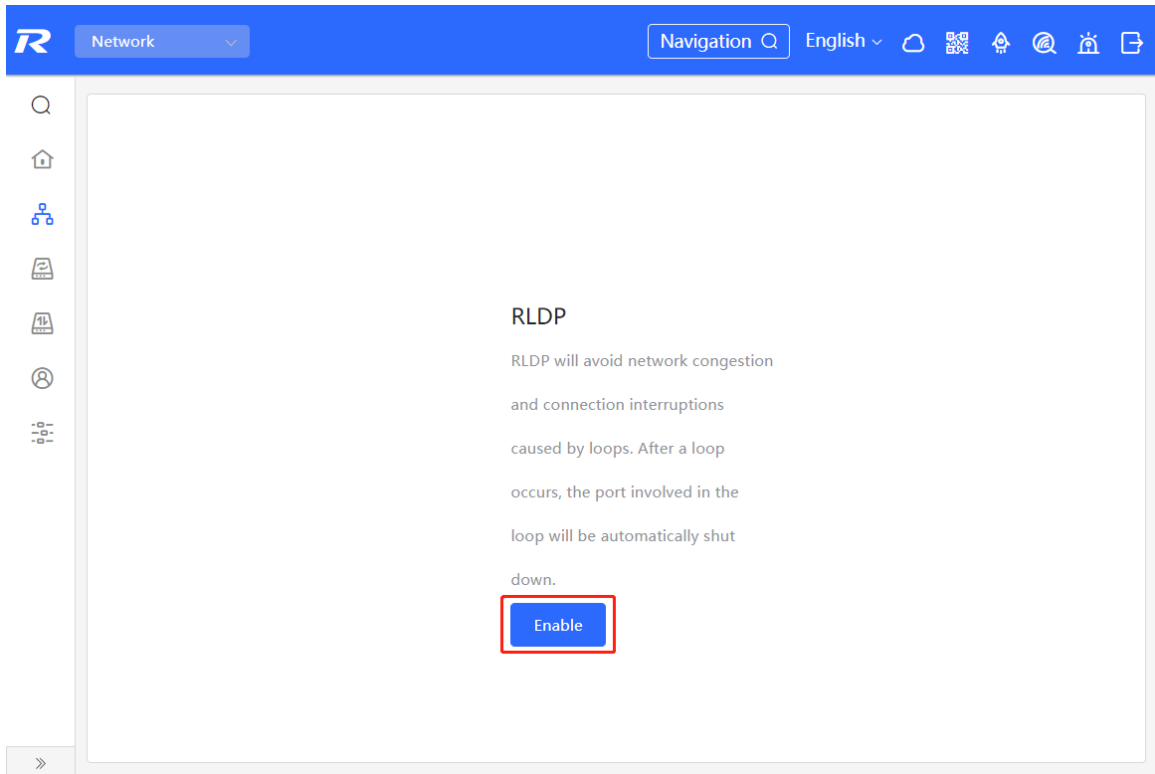 R Network
Navigation English
RLDP
RLDP will avoid network congestion
and connection interruptions
caused by loops. After a loop
occurs, the port involved in the
loop will be automatically shut
down.
Enable